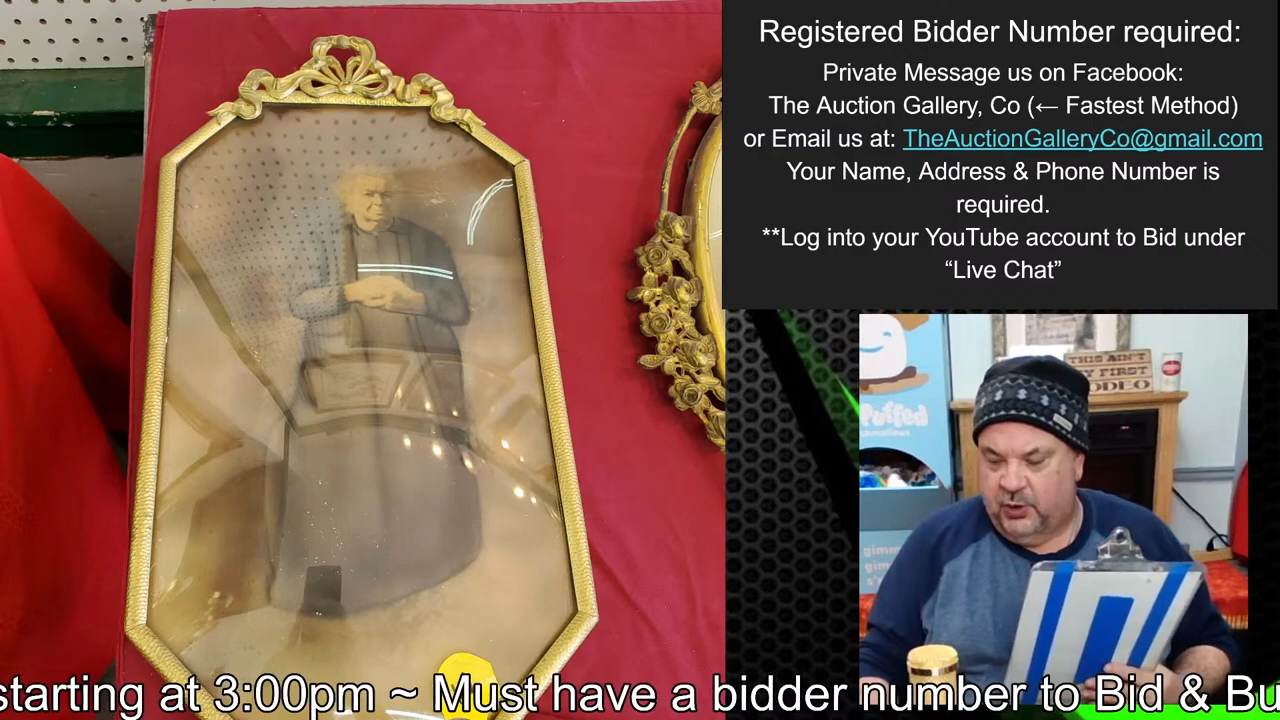 Registered Bidder Number required:
Private Message us on Facebook:
The Auction Gallery, Co (← Fastest Method)
or Email us at: TheAuctionGalleryCo@gmail.com
Your Name, Address & Phone Number is
required.
**Log into your YouTube account to Bid under
“Live Chat”
THIS AIN'T
MY FIRST
RODEO
Puffed
gimm
gim
s'm
starting at 3:00pm ~ Must have a bidder number to Bid & Bu